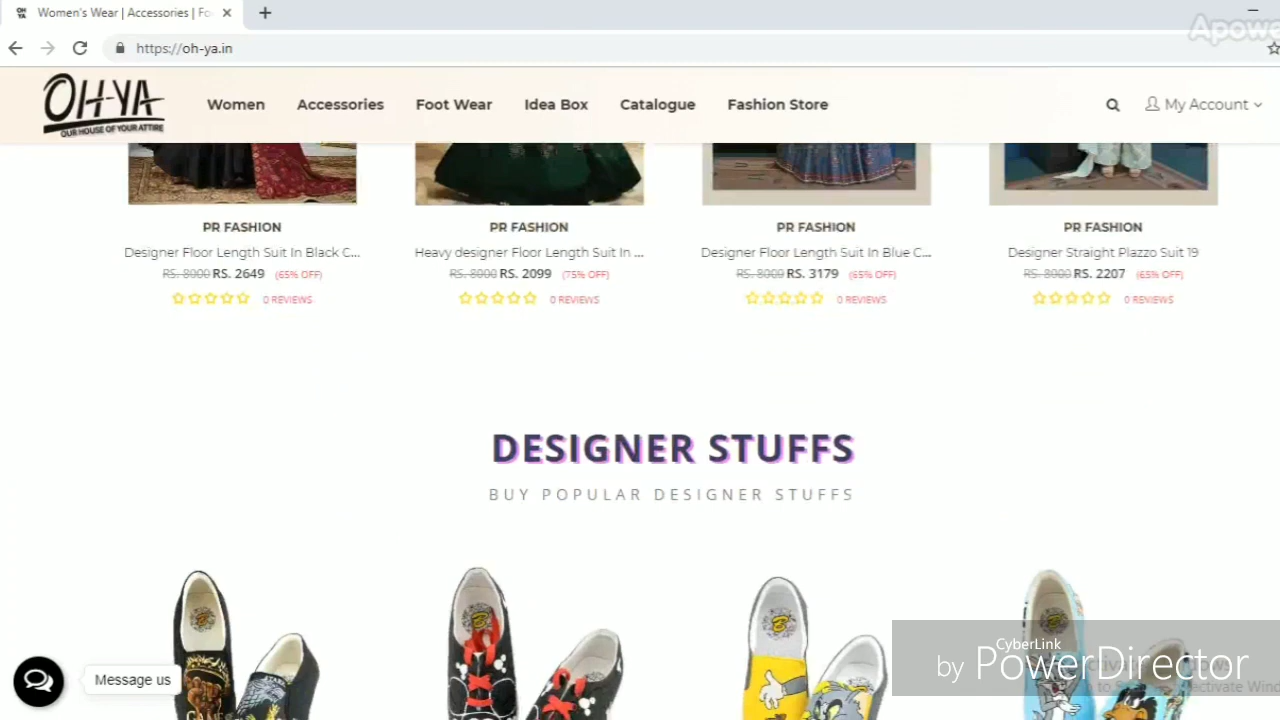 OH YA
Women's Wear | Accessories | Fo
Apowe
https://oh-ya.in
OH-YA
OUR HOUSE OF YOUR ATTIRE
Women
Accessories
Foot Wear
Idea Box
Catalogue
Fashion Store
My Account
PR FASHION
Designer Floor Length Suit In Black C...
RS. 8000 RS. 2649 (65% OFF)
0 REVIEWS
PR FASHION
Heavy designer Floor Length Suit In ...
RS. 8000 RS. 2099 (75% OFF)
0 REVIEWS
PR FASHION
Designer Floor Length Suit In Blue C...
RS. 9009 RS. 3179 (65% OFF)
0 REVIEWS
PR FASHION
Designer Straight Plazzo Suit 19
RS. 8000 RS. 2207 (65% OFF)
0 REVIEWS
DESIGNER STUFFS
BUY POPULAR DESIGNER STUFFS
Message us
CyberLink
by PowerDirector